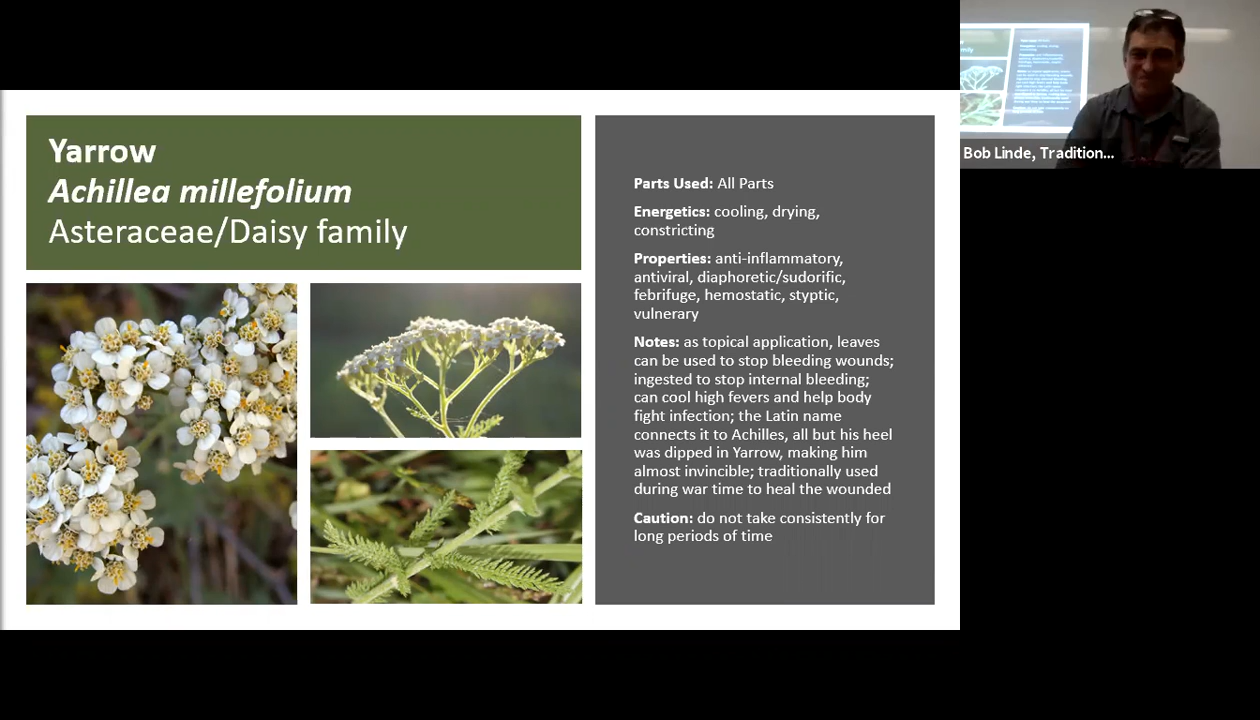 Yarrow
Achillea millefolium
Asteraceae/Daisy family
Parts Used: All Parts
Energetics: cooling, drying,
constricting
Properties: anti-inflammatory,
antiviral, diaphoretic/sudorific,
febrifuge, hemostatic, styptic,
vulnerary
Notes: as topical application, leaves
can be used to stop bleeding wounds;
ingested to stop internal bleeding;
can cool high fevers and help body
fight infection; the Latin name
connects it to Achilles, all but his heel
was dipped in Yarrow, making him
almost invincible; traditionally used
during war time to heal the wounded
Caution: do not take consistently for
long periods of time
Bob Linde, Tradition...